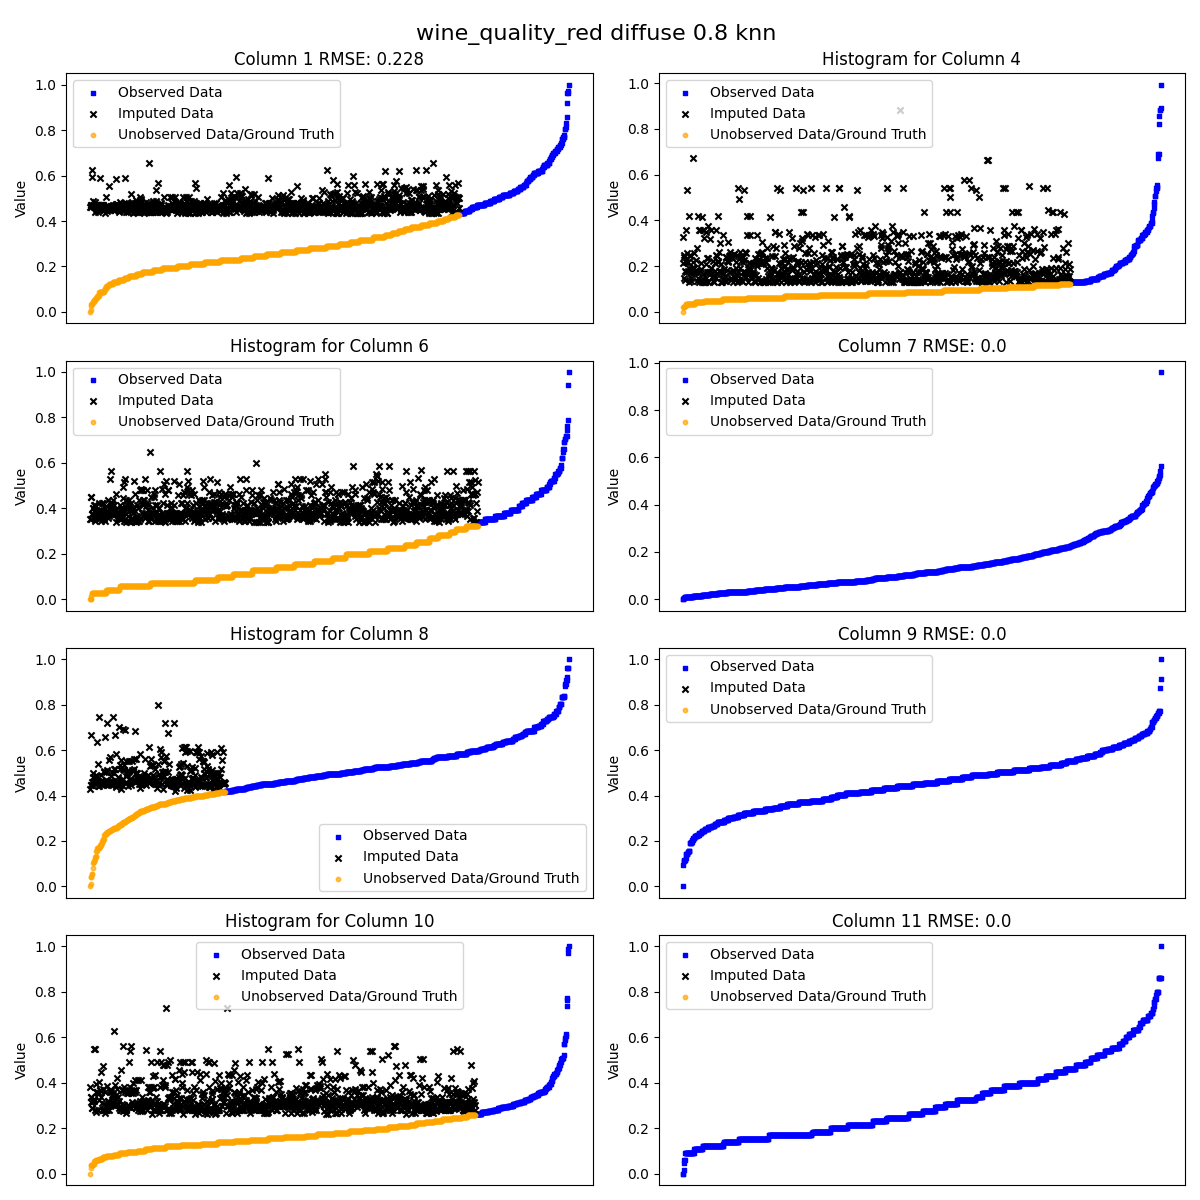 wine_quality_red diffuse 0.8 knn
Column 1 RMSE: 0.228
Value
1.0
0.8
0.6
0.4
0.2
0.0
Observed Data
Imputed Data
Unobserved Data/Ground Truth
Histogram for Column 4
Value
1.0
0.8
0.6
0.4
0.2
0.0
Observed Data
Imputed Data
Unobserved Data/Ground Truth
Histogram for Column 6
Value
1.0
0.8
0.6
0.4
0.2
0.0
Observed Data
Imputed Data
Unobserved Data/Ground Truth
Column 7 RMSE: 0.0
Value
1.0
0.8
0.6
0.4
0.2
0.0
Observed Data
Imputed Data
Unobserved Data/Ground Truth
Histogram for Column 8
Value
1.0
0.8
0.6
0.4
0.2
0.0
Observed Data
Imputed Data
Unobserved Data/Ground Truth
Column 9 RMSE: 0.0
Value
1.0
0.8
0.6
0.4
0.2
0.0
Observed Data
Imputed Data
Unobserved Data/Ground Truth
Histogram for Column 10
Value
1.0
0.8
0.6
0.4
0.2
0.0
Observed Data
Imputed Data
Unobserved Data/Ground Truth
Column 11 RMSE: 0.0
Value
1.0
0.8
0.6
0.4
0.2
0.0
Observed Data
Imputed Data
Unobserved Data/Ground Truth